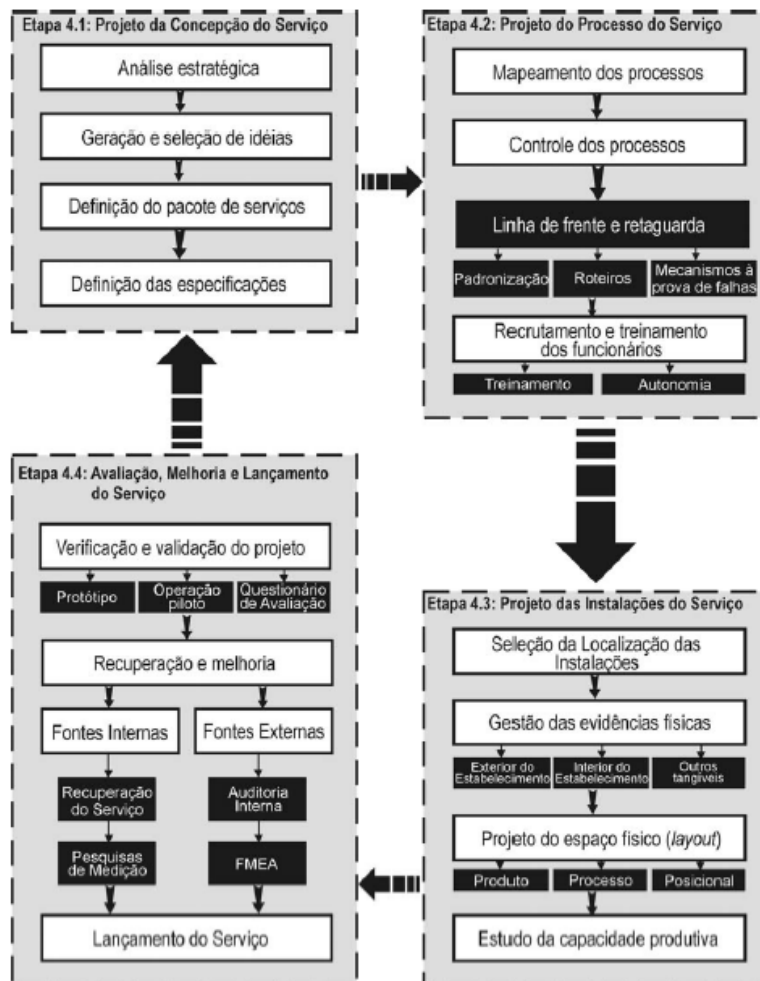 Etapa 4.1: Projeto da Concepção do Serviço
Análise estratégica
Geração e seleção de idéias
Definição do pacote de serviços
Definição das especificações
Etapa 4.2: Projeto do Processo do Serviço
Mapeamento dos processos
Controle dos processos
Linha de frente e retaguarda
Padronização
Roteiros
Mecanismos à
prova de falhas
Recrutamento e treinamento
dos funcionários
Treinamento
Autonomia
Etapa 4.3: Projeto das Instalações do Serviço
Seleção da Localização das
Instalações
Gestão das evidências físicas
Exterior do
Estabelecimento
Interior do
Estabelecimento
Outros
tangíveis
Projeto do espaço físico (layout)
Produto
Processo
Posicional
Estudo da capacidade produtiva
Etapa 4.4: Avaliação, Melhoria e Lançamento
do Serviço
Verificação e validação do projeto
Protótipo
Operação
piloto
Questionário
de Avaliação
Recuperação e melhoria
Fontes Internas
Fontes Externas
Recuperação
do Serviço
Auditoria
Interna
Pesquisas
de Medição
FMEA
Lançamento do Serviço